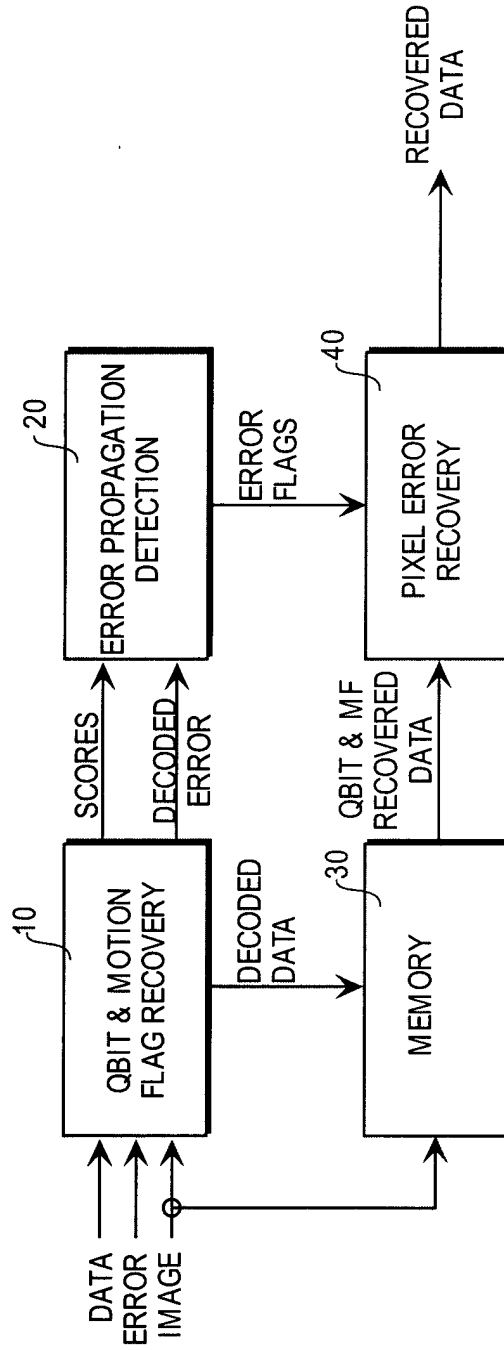 DATA
ERROR
IMAGE
10
QBIT & MOTION
FLAG RECOVERY
SCORES
DECODED
ERROR
20
ERROR PROPAGATION
DETECTION
DECODED
DATA
ERROR
FLAGS
30
MEMORY
QBIT & MF
RECOVERED
DATA
40
PIXEL ERROR
RECOVERY
RECOVERED
DATA